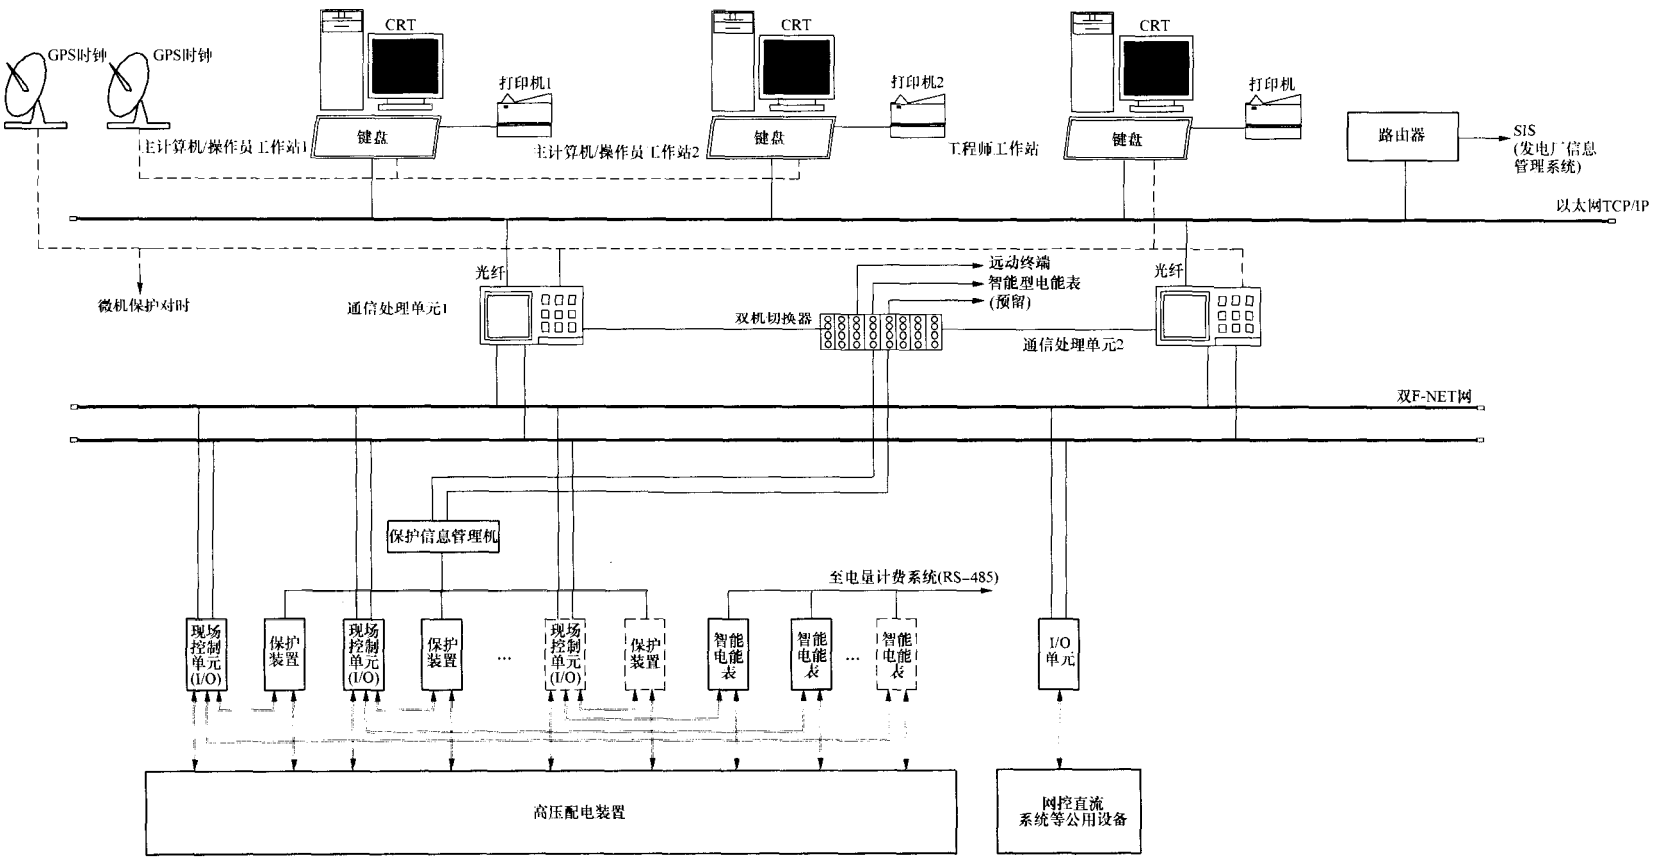 CRT
CRT
CRT
GPS时钟
GPS时钟
打印机1
打印机2
打印机
键盘
键盘
键盘
主计算机/操作员工作站1
主计算机/操作员工作站2
工程师工作站
路由器
SIS
(发电厂信息
管理系统)
以太网TCP/IP
光纤
光纤
远动终端
智能型电能表
(预留)
微机保护对时
通信处理单元1
双机切换器
通信处理单元2
双F-NET网
保护信息管理机
至电量计费系统(RS-485)
现场
控制
单元
(I/O)
保护
装置
现场
控制
单元
(I/O)
保护
装置
...
现场
控制
单元
(I/O)
保护
装置
智能
电能
表
智能
电能
表
...
智能
电能
表
I/O
单元
高压配电装置
网控直流
系统等公用设备